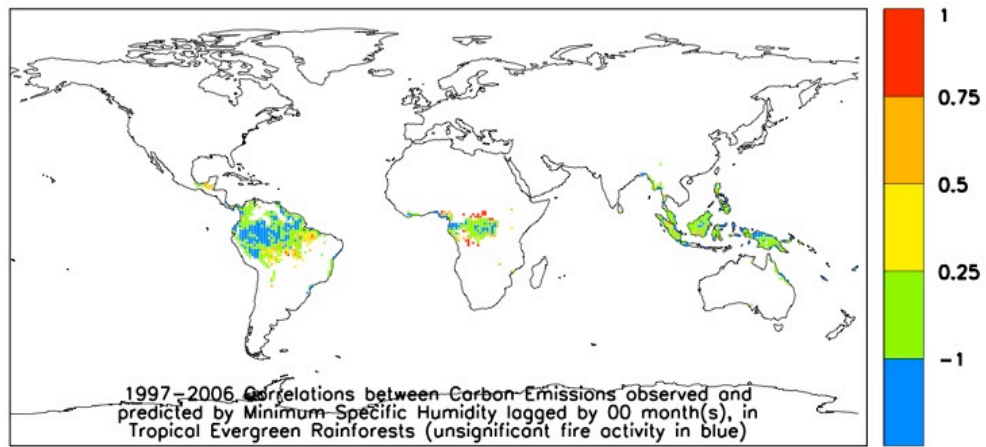 1
0.75
0.5
0.25
-1
1997-2006 Correlations between Carbon Emissions observed and
predicted by Minimum Specific Humidity lagged by 00 month(s), in
Tropical Evergreen Rainforests (unsignificant fire activity in blue)